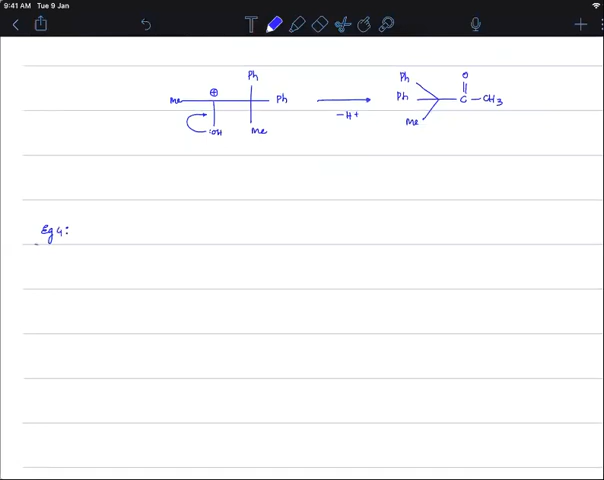 9:41 AM Tue 9 Jan
T
Ph
⊕
Me
Ph
:OH
Me
-H+
Ph
O
Ph
C
-CH3
Me
Eg 4: